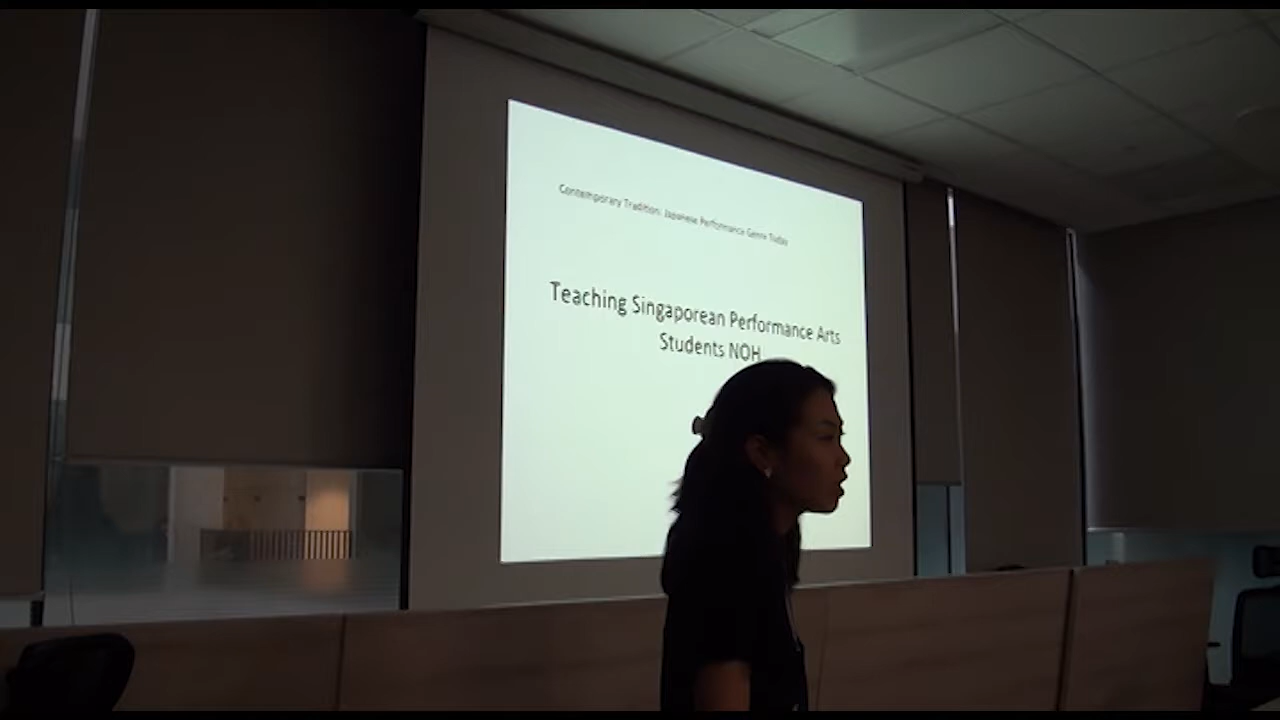 Contemporary Tradition: Japanese Performance Genre Today
Teaching Singaporean Performance Arts
Students NOH